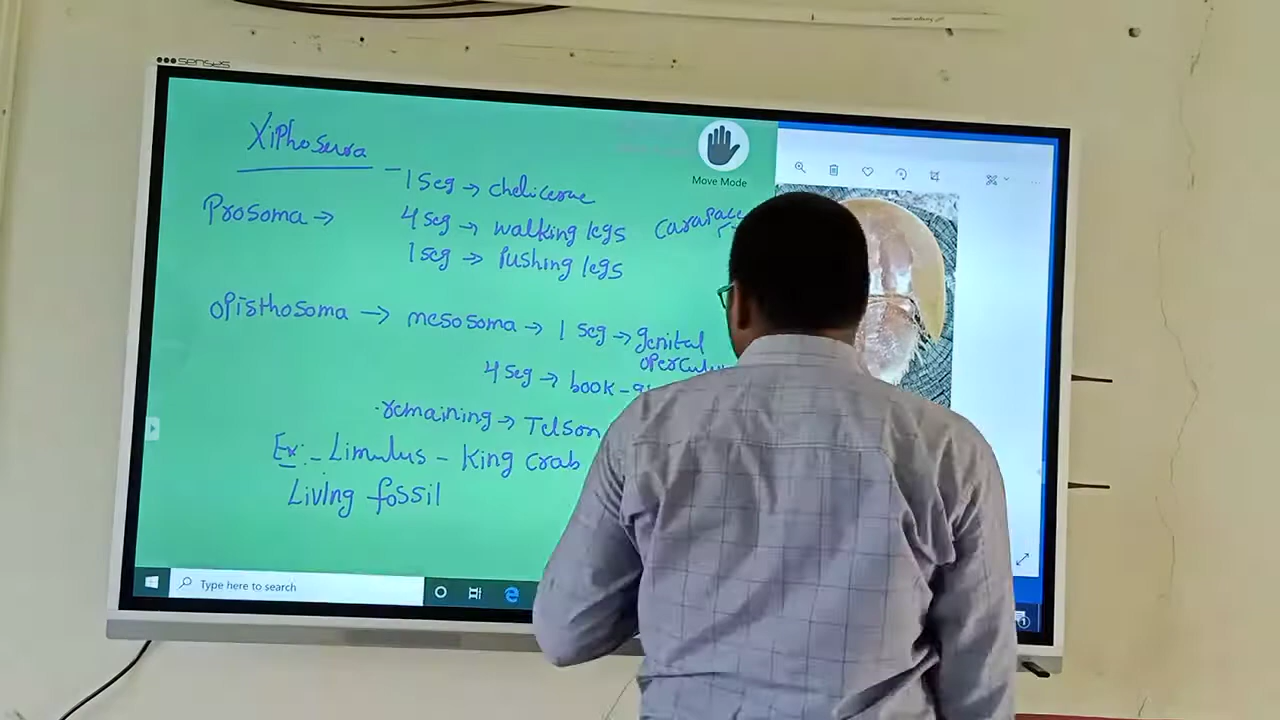 sensys
Xiphosura
- 1 Seg → chelicerae
Prosoma → 4 seg → walking legs carapace
1 seg → Pushing legs
Opisthosoma → mesosoma → 1 seg → genital
4 seg → book-
remaining → Telson
Ex:- Limulus - King crab
Living fossil
Move Mode
Type here to search